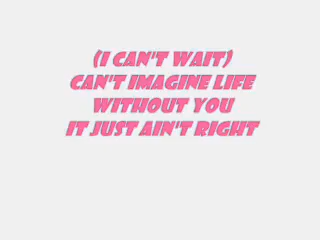 (I CAN'T WAIT)
CAN'T IMAGINE LIFE
WITHOUT YOU
IT JUST AIN'T RIGHT